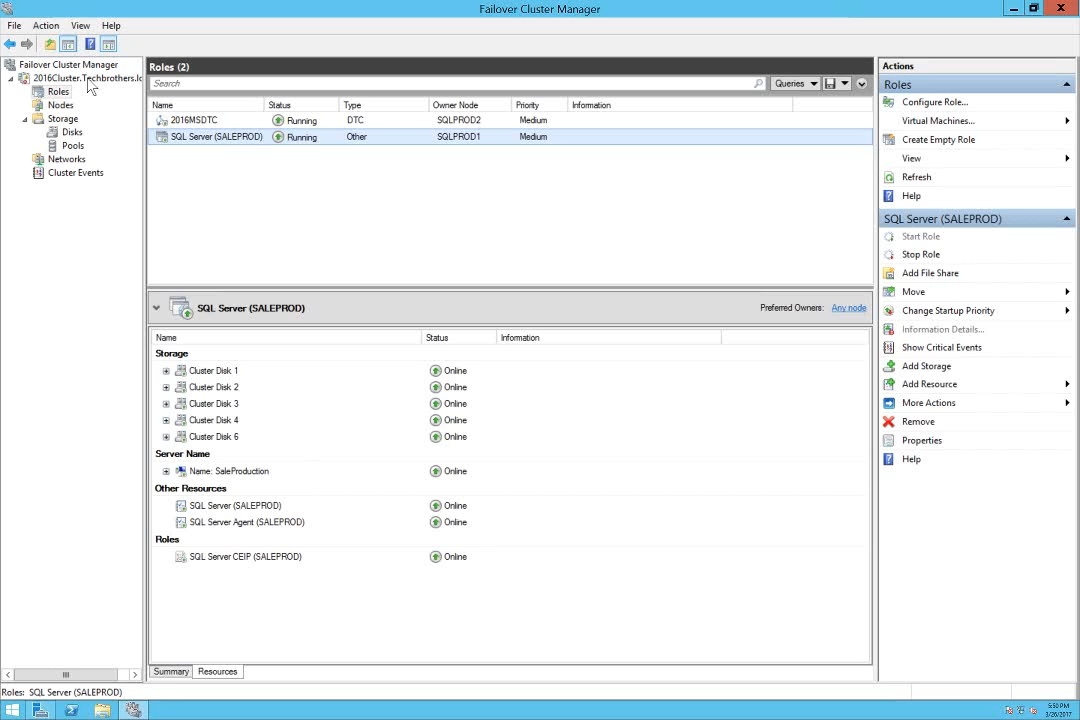 Failover Cluster Manager
File Action View Help
Failover Cluster Manager
2016Cluster.Techbrothers.lo
Roles
Nodes
Storage
Disks
Pools
Networks
Cluster Events
Roles (2)
Search
Queries
Name Status Type Owner Node Priority Information
2016MSDTC Running DTC SQLPROD2 Medium
SQL Server (SALEPROD) Running Other SQLPROD1 Medium
SQL Server (SALEPROD) Preferred Owners: Any node
Name Status Information
Storage
Cluster Disk 1 Online
Cluster Disk 2 Online
Cluster Disk 3 Online
Cluster Disk 4 Online
Cluster Disk 6 Online
Server Name
Name: SaleProduction Online
Other Resources
SQL Server (SALEPROD) Online
SQL Server Agent (SALEPROD) Online
Roles
SQL Server CEIP (SALEPROD) Online
Summary Resources
Actions
Roles
Configure Role...
Virtual Machines...
Create Empty Role
View
Refresh
Help
SQL Server (SALEPROD)
Start Role
Stop Role
Add File Share
Move
Change Startup Priority
Information Details...
Show Critical Events
Add Storage
Add Resource
More Actions
Remove
Properties
Help
Roles: SQL Server (SALEPROD)
5:50 PM
3/26/2017